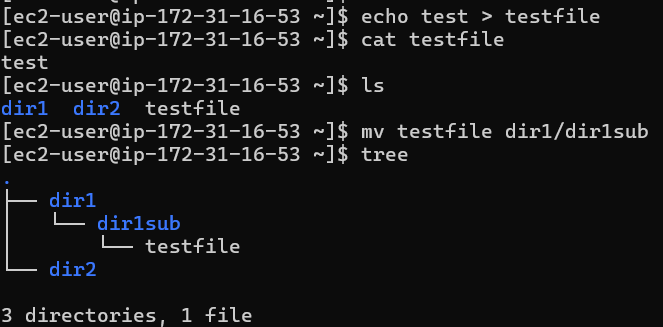 [ec2-user@ip-172-31-16-53 ~]$ echo test > testfile
[ec2-user@ip-172-31-16-53 ~]$ cat testfile
test
[ec2-user@ip-172-31-16-53 ~]$ ls
dir1  dir2  testfile
[ec2-user@ip-172-31-16-53 ~]$ mv testfile dir1/dir1sub
[ec2-user@ip-172-31-16-53 ~]$ tree
.
├── dir1
│   └── dir1sub
│       └── testfile
└── dir2
3 directories, 1 file